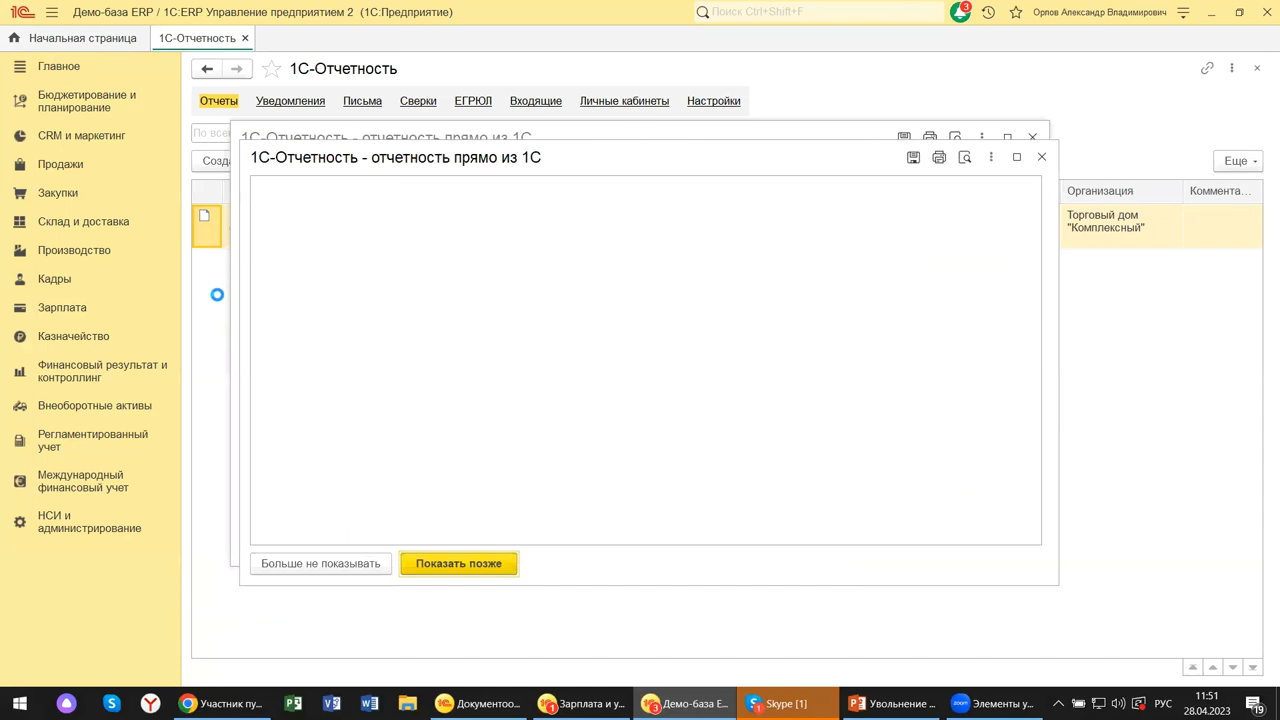 Демо-база ERP / 1С:ERP Управление предприятием 2 (1С:Предприятие)
Поиск Ctrl+Shift+F
3
Орлов Александр Владимирович
Начальная страница
1С-Отчетность
Главное
Бюджетирование и
планирование
CRM и маркетинг
Продажи
Закупки
Склад и доставка
Производство
Кадры
Зарплата
Казначейство
Финансовый результат и
контроллинг
Внеоборотные активы
Регламентированный
учет
Международный
финансовый учет
НСИ и
администрирование
1С-Отчетность
Отчеты
Уведомления
Письма
Сверки
ЕГРЮЛ
Входящие
Личные кабинеты
Настройки
По все
Созд
Еще
1С-Отчетность - отчетность прямо из 1С
1С-Отчетность - отчетность прямо из 1С
Организация
Коммента...
Торговый дом
"Комплексный"
Больше не показывать
Показать позже
Участник пу...
Документоо...
Зарплата и у...
Демо-база Е...
Skype [1]
Увольнение ...
Элементы у...
РУС
11:51
28.04.2023
19